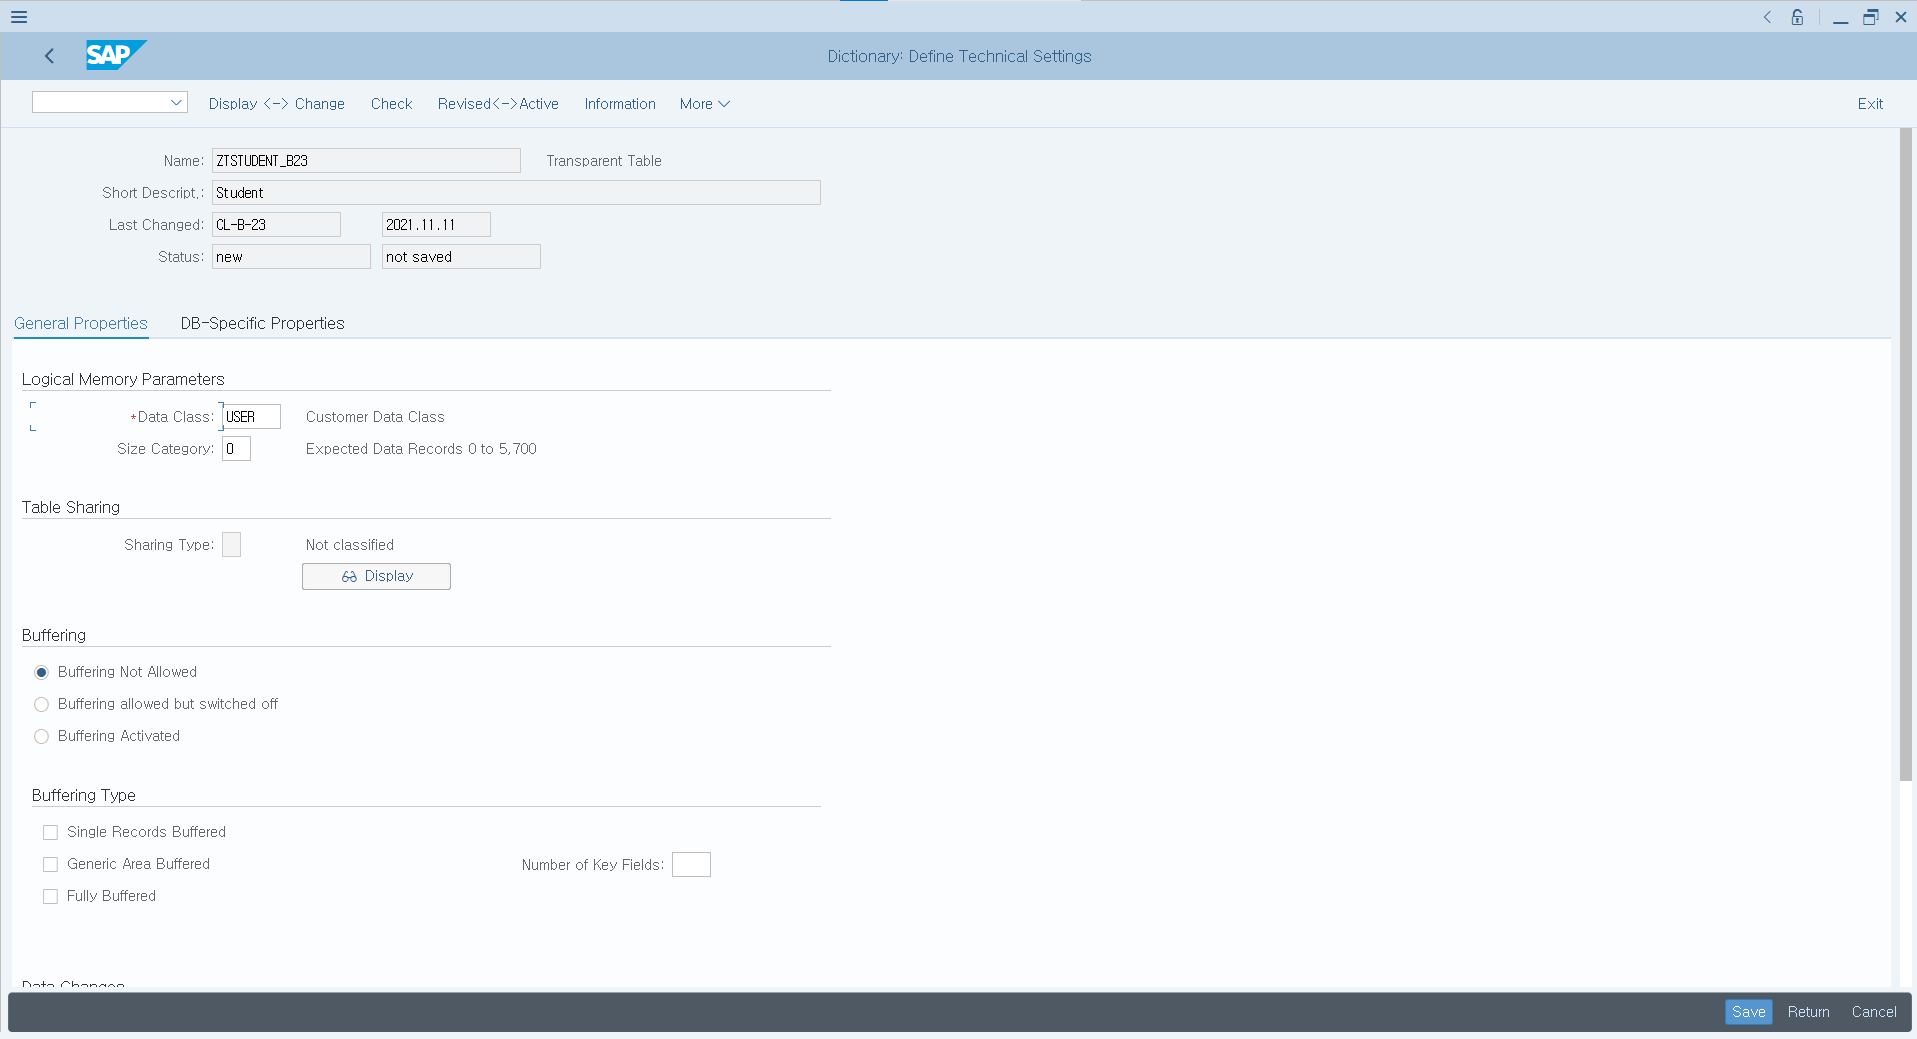 SAP
Dictionary: Define Technical Settings
Display <-> Change Check Revised<->Active Information More Exit
Name: ZTSTUDENT_B23 Transparent Table
Short Descript.: Student
Last Changed: CL-B-23 2021.11.11
Status: new not saved
General Properties DB-Specific Properties
Logical Memory Parameters
*Data Class: USER Customer Data Class
Size Category: 0 Expected Data Records 0 to 5,700
Table Sharing
Sharing Type: Not classified
Display
Buffering
Buffering Not Allowed
Buffering allowed but switched off
Buffering Activated
Buffering Type
Single Records Buffered
Generic Area Buffered Number of Key Fields:
Fully Buffered
Data Changes
Save Return Cancel